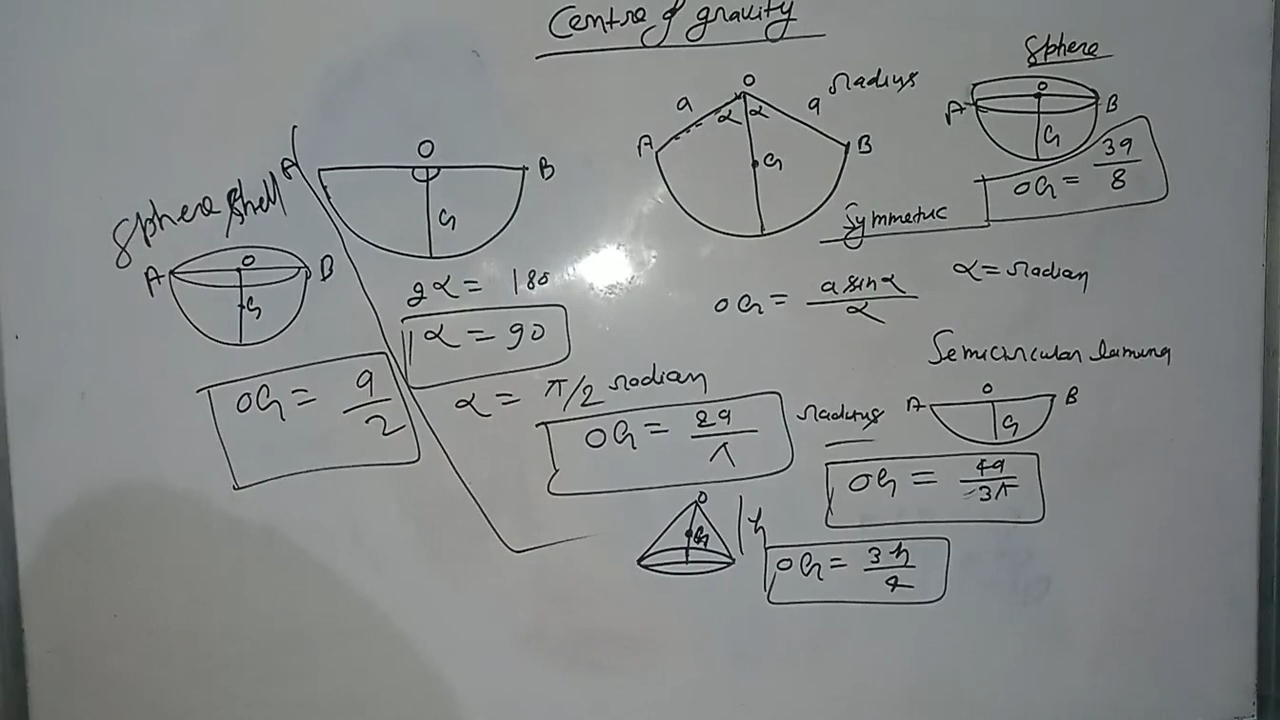 Centre of gravity
O
a
a
radius
α
α
A
B
G
Symmetric
OG = a sinα / α
α = radian
Sphere
O
A
B
G
OG = 3a / 8
O
A
B
G
2α = 180
α = 90
α = π/2 radian
OG = 2a / π
Sphere shell
A
O
B
G
OG = a / 2
Semicircular lamina
radius
O
A
B
G
OG = 4a / 3π
O
G
h
OG = 3h / 4